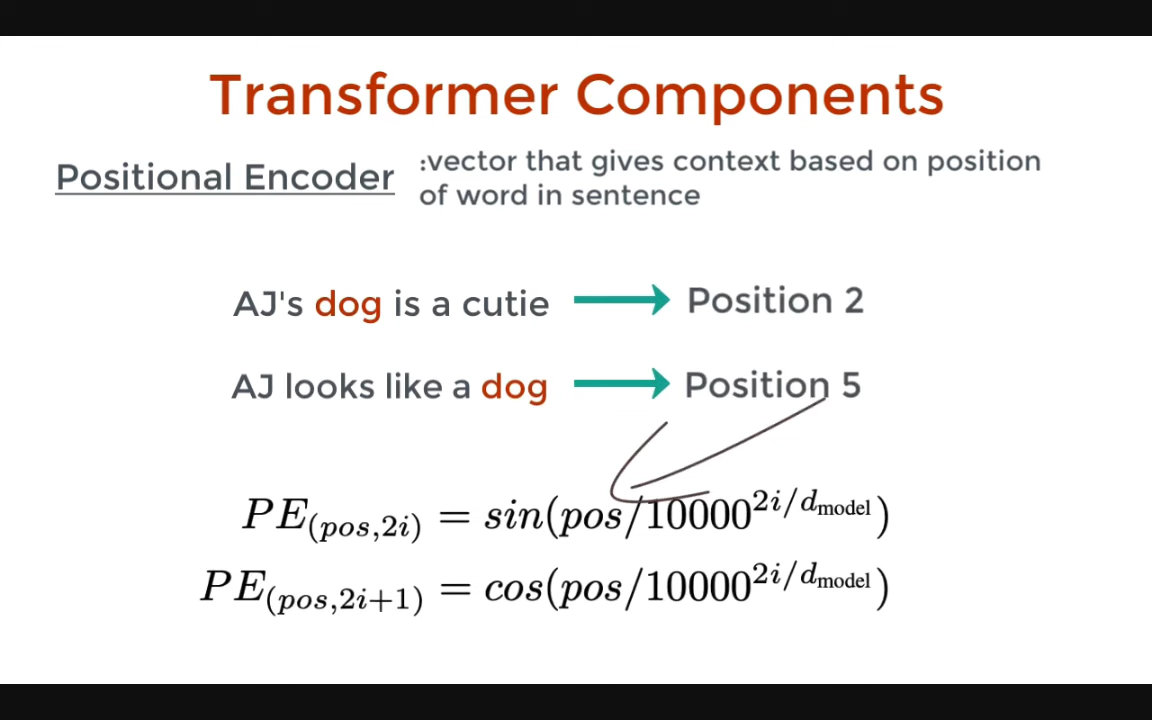 Transformer Components
Positional Encoder :vector that gives context based on position
of word in sentence
AJ's dog is a cutie Position 2
AJ looks like a dog Position 5
PE(pos,2i) = sin(pos/10000^2i/dmodel)
PE(pos,2i+1) = cos(pos/10000^2i/dmodel)